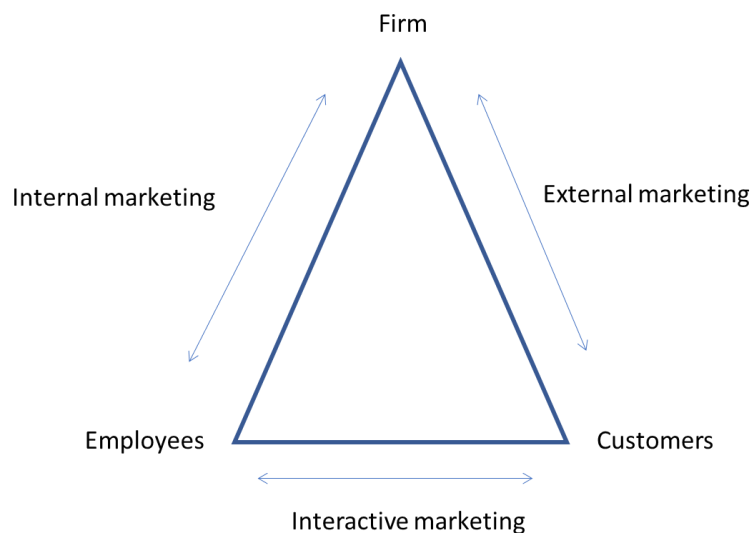 Firm
Internal marketing
External marketing
Employees
Customers
Interactive marketing